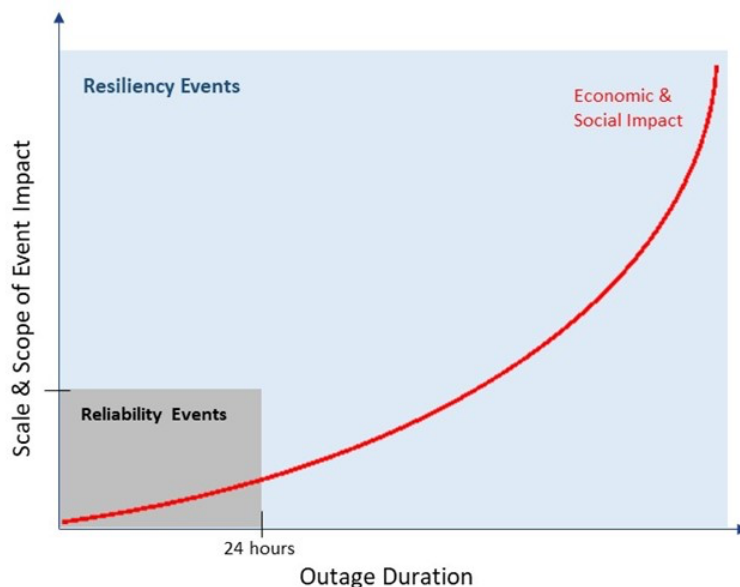 Resiliency Events
Economic &
Social Impact
Scale & Scope of Event Impact
Reliability Events
24 hours
Outage Duration